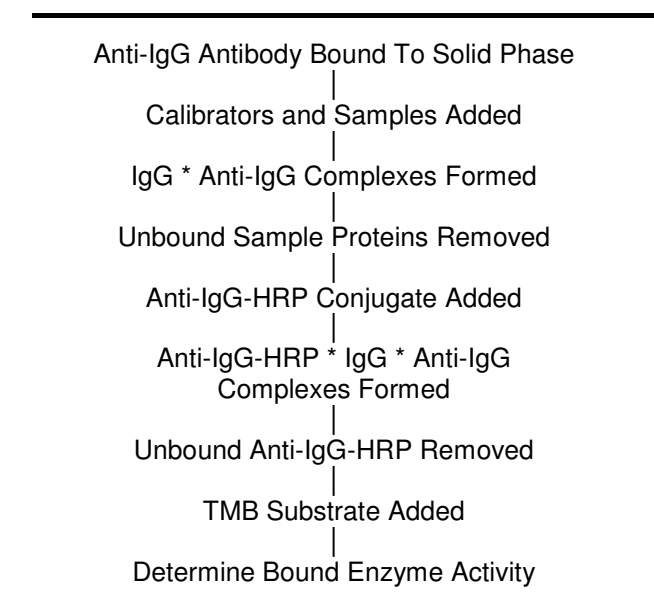 Anti-IgG Antibody Bound To Solid Phase
Calibrators and Samples Added
IgG * Anti-IgG Complexes Formed
Unbound Sample Proteins Removed
Anti-IgG-HRP Conjugate Added
Anti-IgG-HRP * IgG * Anti-IgG
Complexes Formed
Unbound Anti-IgG-HRP Removed
TMB Substrate Added
Determine Bound Enzyme Activity